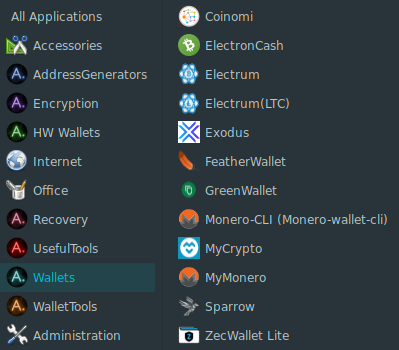 All Applications
Accessories
AddressGenerators
Encryption
HW Wallets
Internet
Office
Recovery
UsefulTools
Wallets
WalletTools
Administration
Coinomi
ElectronCash
Electrum
Electrum(LTC)
Exodus
FeatherWallet
GreenWallet
Monero-CLI (Monero-wallet-cli)
MyCrypto
MyMonero
Sparrow
ZecWallet Lite